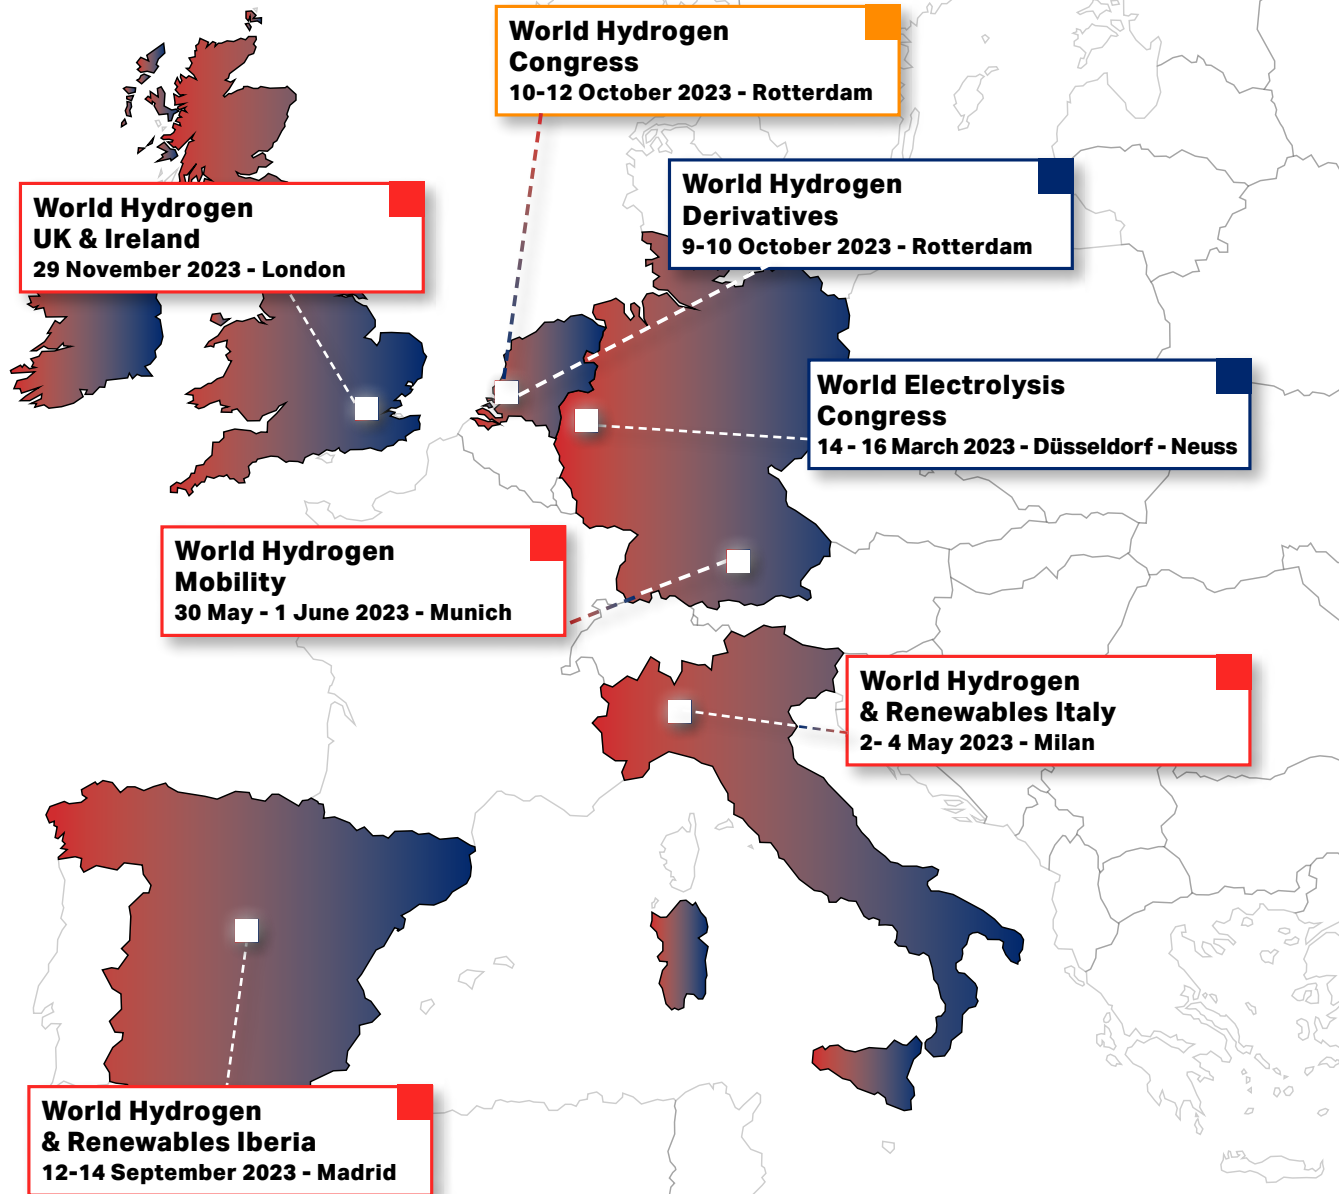 World Hydrogen
Congress
10-12 October 2023 - Rotterdam
World Hydrogen
Derivatives
9-10 October 2023 - Rotterdam
World Hydrogen
UK & Ireland
29 November 2023 - London
World Electrolysis
Congress
14 - 16 March 2023 - Düsseldorf - Neuss
World Hydrogen
Mobility
30 May - 1 June 2023 - Munich
World Hydrogen
& Renewables Italy
2- 4 May 2023 - Milan
World Hydrogen
& Renewables Iberia
12-14 September 2023 - Madrid